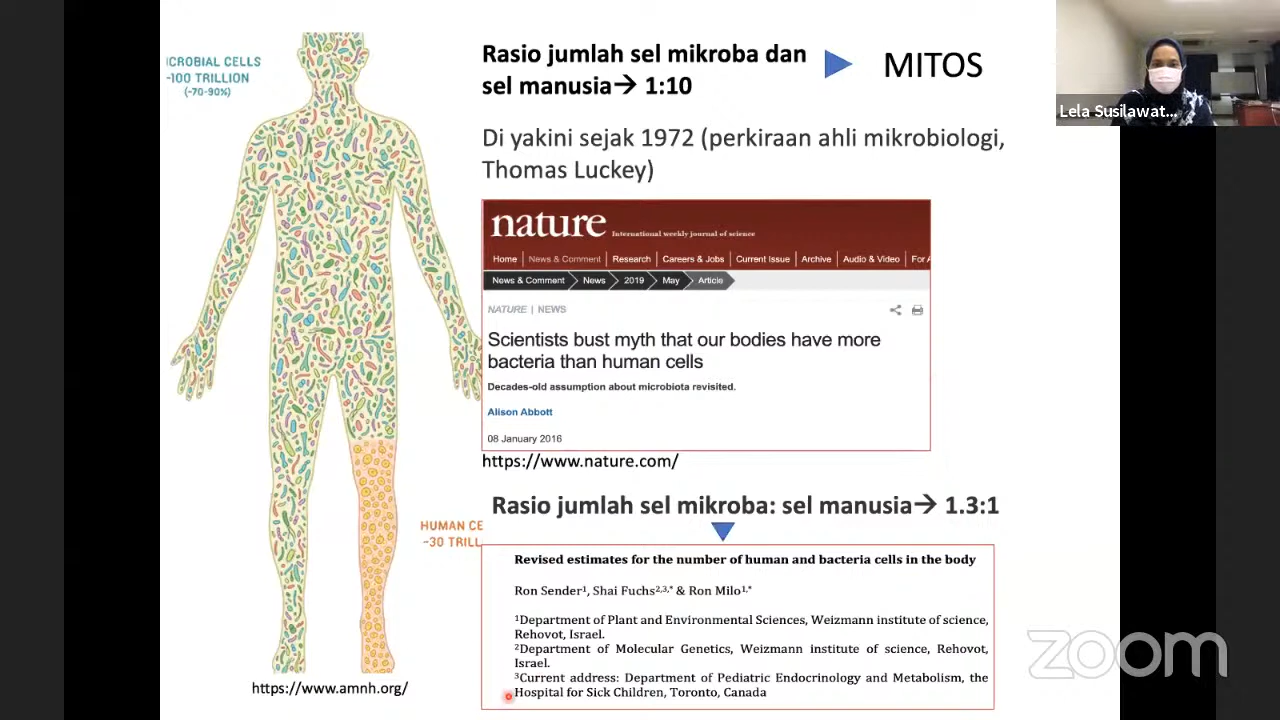 ICROBIAL CELLS
~100 TRILLION
(~70-90%)
Rasio jumlah sel mikroba dan
sel manusia→ 1:10
MITOS
Lela Susilawat...
Di yakini sejak 1972 (perkiraan ahli mikrobiologi,
Thomas Luckey)
nature International weekly journal of science
Home | News & Comment | Research | Careers & Jobs | Current Issue | Archive | Audio & Video | For A
News & Comment News 2019 May Article
NATURE | NEWS
Scientists bust myth that our bodies have more
bacteria than human cells
Decades-old assumption about microbiota revisited.
Alison Abbott
08 January 2016
https://www.nature.com/
Rasio jumlah sel mikroba: sel manusia→ 1.3:1
HUMAN CE
~30 TRILL
Revised estimates for the number of human and bacteria cells in the body
Ron Sender¹, Shai Fuchs²,³,* & Ron Milo¹,*
¹Department of Plant and Environmental Sciences, Weizmann institute of science,
Rehovot, Israel.
²Department of Molecular Genetics, Weizmann institute of science, Rehovot,
Israel.
³Current address: Department of Pediatric Endocrinology and Metabolism, the
Hospital for Sick Children, Toronto, Canada
https://www.amnh.org/
zoom